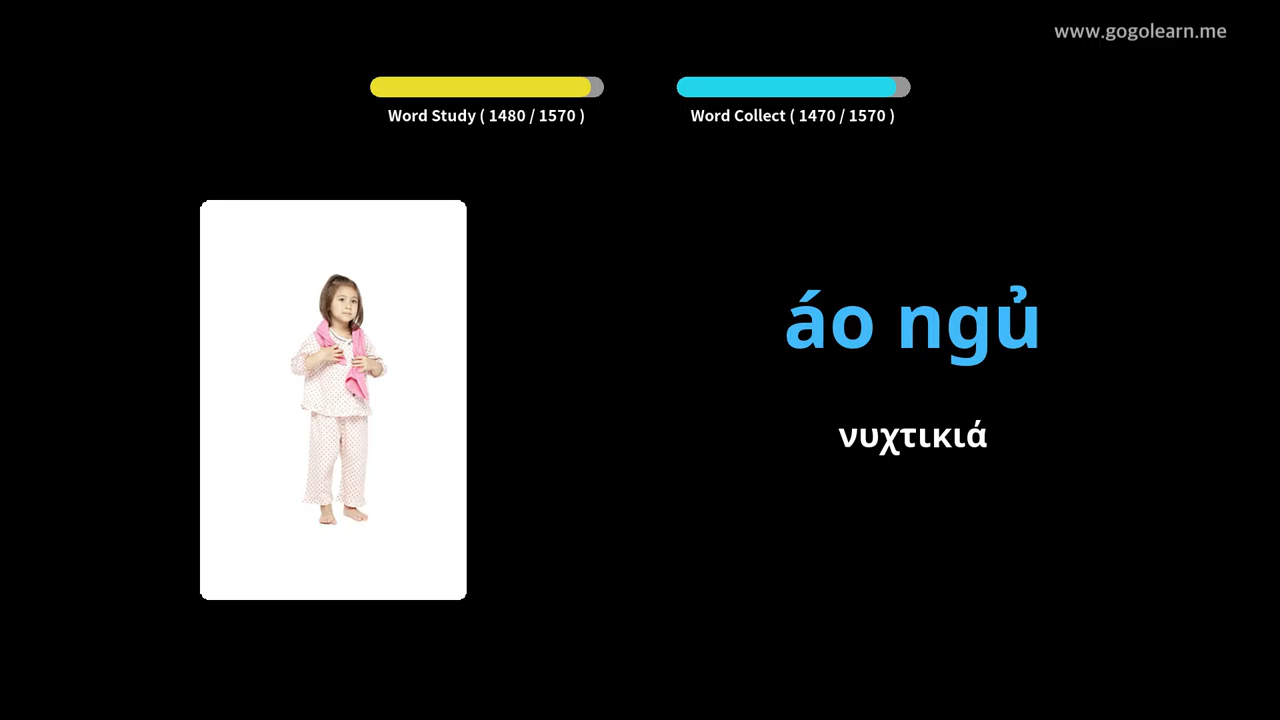 www.gogolearn.me
Word Study ( 1480 / 1570 )
Word Collect ( 1470 / 1570 )
áo ngủ
νυχτικιά